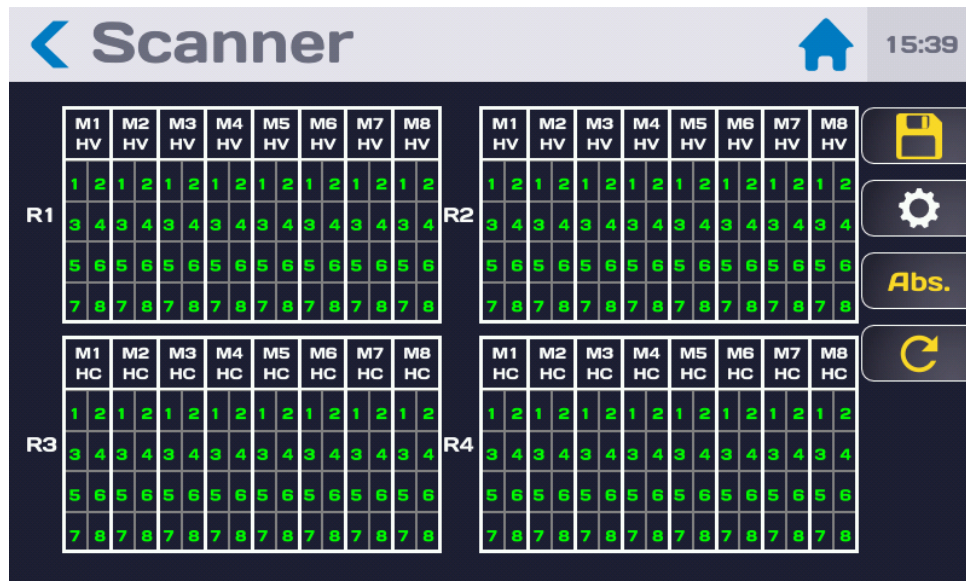 Scanner 15:39
M1 M2 M3 M4 M5 M6 M7 M8 M1 M2 M3 M4 M5 M6 M7 M8
HV HV HV HV HV HV HV HV HV HV HV HV HV HV HV HV
1 2 1 2 1 2 1 2 1 2 1 2 1 2 1 2 1 2 1 2 1 2 1 2 1 2 1 2 1 2 1 2
R1 3 4 3 4 3 4 3 4 3 4 3 4 3 4 3 4 R2 3 4 3 4 3 4 3 4 3 4 3 4 3 4 3 4
5 6 5 6 5 6 5 6 5 6 5 6 5 6 5 6 5 6 5 6 5 6 5 6 5 6 5 6 5 6 5 6
Abs.
7 8 7 8 7 8 7 8 7 8 7 8 7 8 7 8 7 8 7 8 7 8 7 8 7 8 7 8 7 8 7 8
M1 M2 M3 M4 M5 M6 M7 M8 M1 M2 M3 M4 M5 M6 M7 M8
HC HC HC HC HC HC HC HC HC HC HC HC HC HC HC HC
1 2 1 2 1 2 1 2 1 2 1 2 1 2 1 2 1 2 1 2 1 2 1 2 1 2 1 2 1 2 1 2
R3 3 4 3 4 3 4 3 4 3 4 3 4 3 4 3 4 R4 3 4 3 4 3 4 3 4 3 4 3 4 3 4 3 4
5 6 5 6 5 6 5 6 5 6 5 6 5 6 5 6 5 6 5 6 5 6 5 6 5 6 5 6 5 6 5 6
7 8 7 8 7 8 7 8 7 8 7 8 7 8 7 8 7 8 7 8 7 8 7 8 7 8 7 8 7 8 7 8